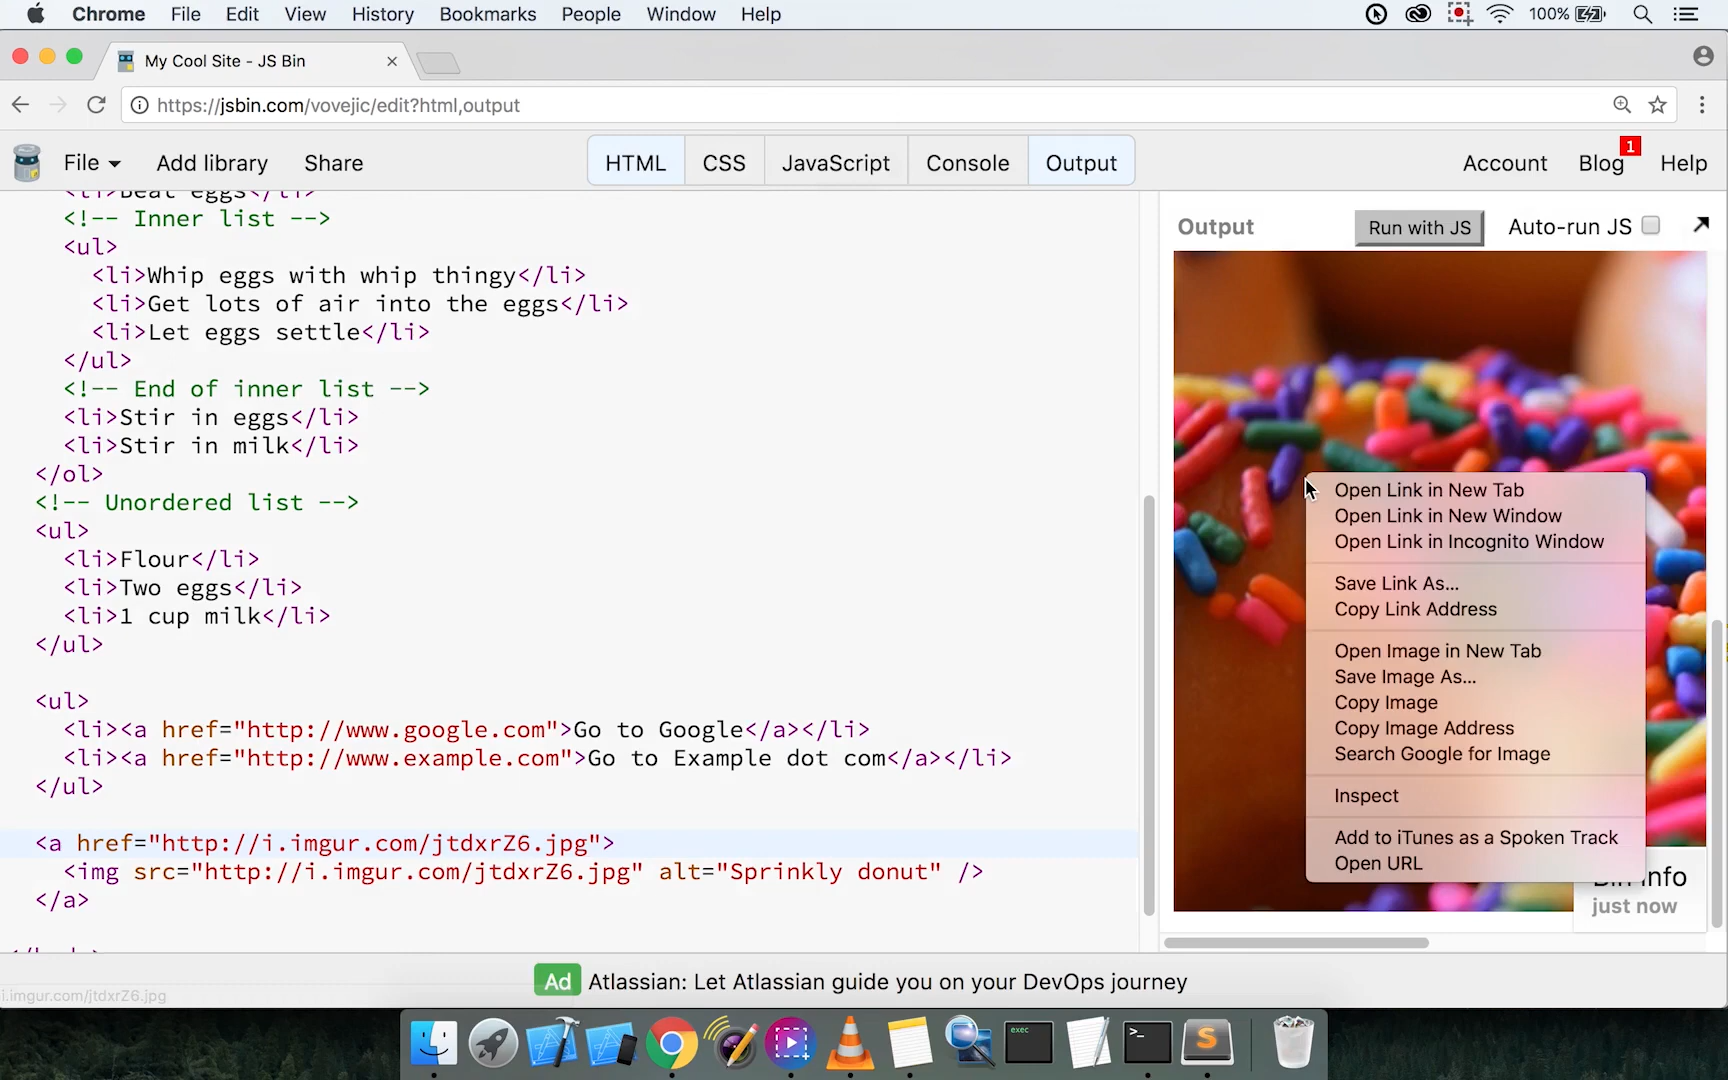 Chrome File Edit View History Bookmarks People Window Help 100%
My Cool Site - JS Bin
https://jsbin.com/vovejic/edit?html,output
File Add library Share HTML CSS JavaScript Console Output Account Blog 1 Help
<li>Beat eggs</li>
<!-- Inner list -->
<ul>
<li>Whip eggs with whip thingy</li>
<li>Get lots of air into the eggs</li>
<li>Let eggs settle</li>
</ul>
<!-- End of inner list -->
<li>Stir in eggs</li>
<li>Stir in milk</li>
</ol>
<!-- Unordered list -->
<ul>
<li>Flour</li>
<li>Two eggs</li>
<li>1 cup milk</li>
</ul>
<ul>
<li><a href="http://www.google.com">Go to Google</a></li>
<li><a href="http://www.example.com">Go to Example dot com</a></li>
</ul>
<a href="http://i.imgur.com/jtdxrZ6.jpg">
<img src="http://i.imgur.com/jtdxrZ6.jpg" alt="Sprinkly donut" />
</a>
Output Run with JS Auto-run JS
Open Link in New Tab
Open Link in New Window
Open Link in Incognito Window
Save Link As...
Copy Link Address
Open Image in New Tab
Save Image As...
Copy Image
Copy Image Address
Search Google for Image
Inspect
Add to iTunes as a Spoken Track
Open URL
Bin info
just now
Ad Atlassian: Let Atlassian guide you on your DevOps journey
i.imgur.com/jtdxrZ6.jpg
exec